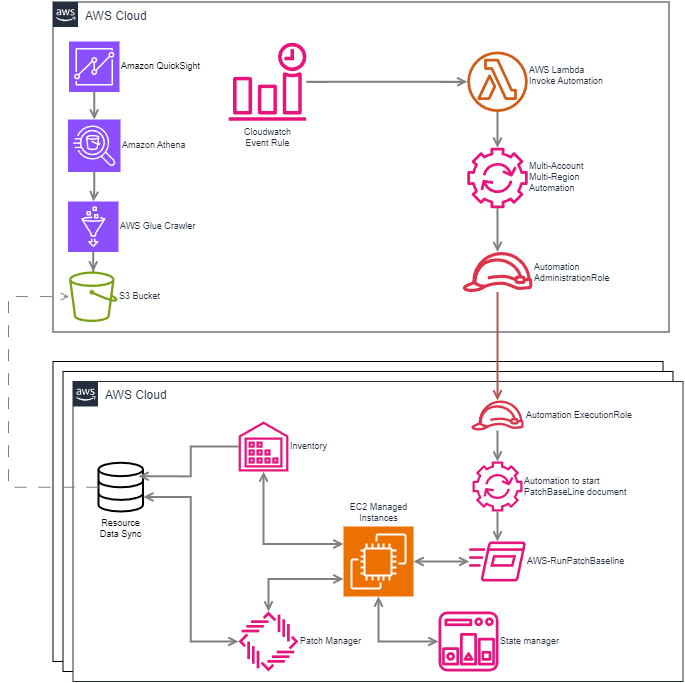 aws
AWS Cloud
Amazon QuickSight
Cloudwatch
Event Rule
AWS Lambda
Invoke Automation
Amazon Athena
Multi-Account
Multi-Region
Automation
AWS Glue Crawler
Automation
AdministrationRole
S3 Bucket
aws
AWS Cloud
Automation ExecutionRole
Inventory
Automation to start
PatchBaseLine document
Resource
Data Sync
EC2 Managed
Instances
AWS-RunPatchBaseline
Patch Manager
State manager